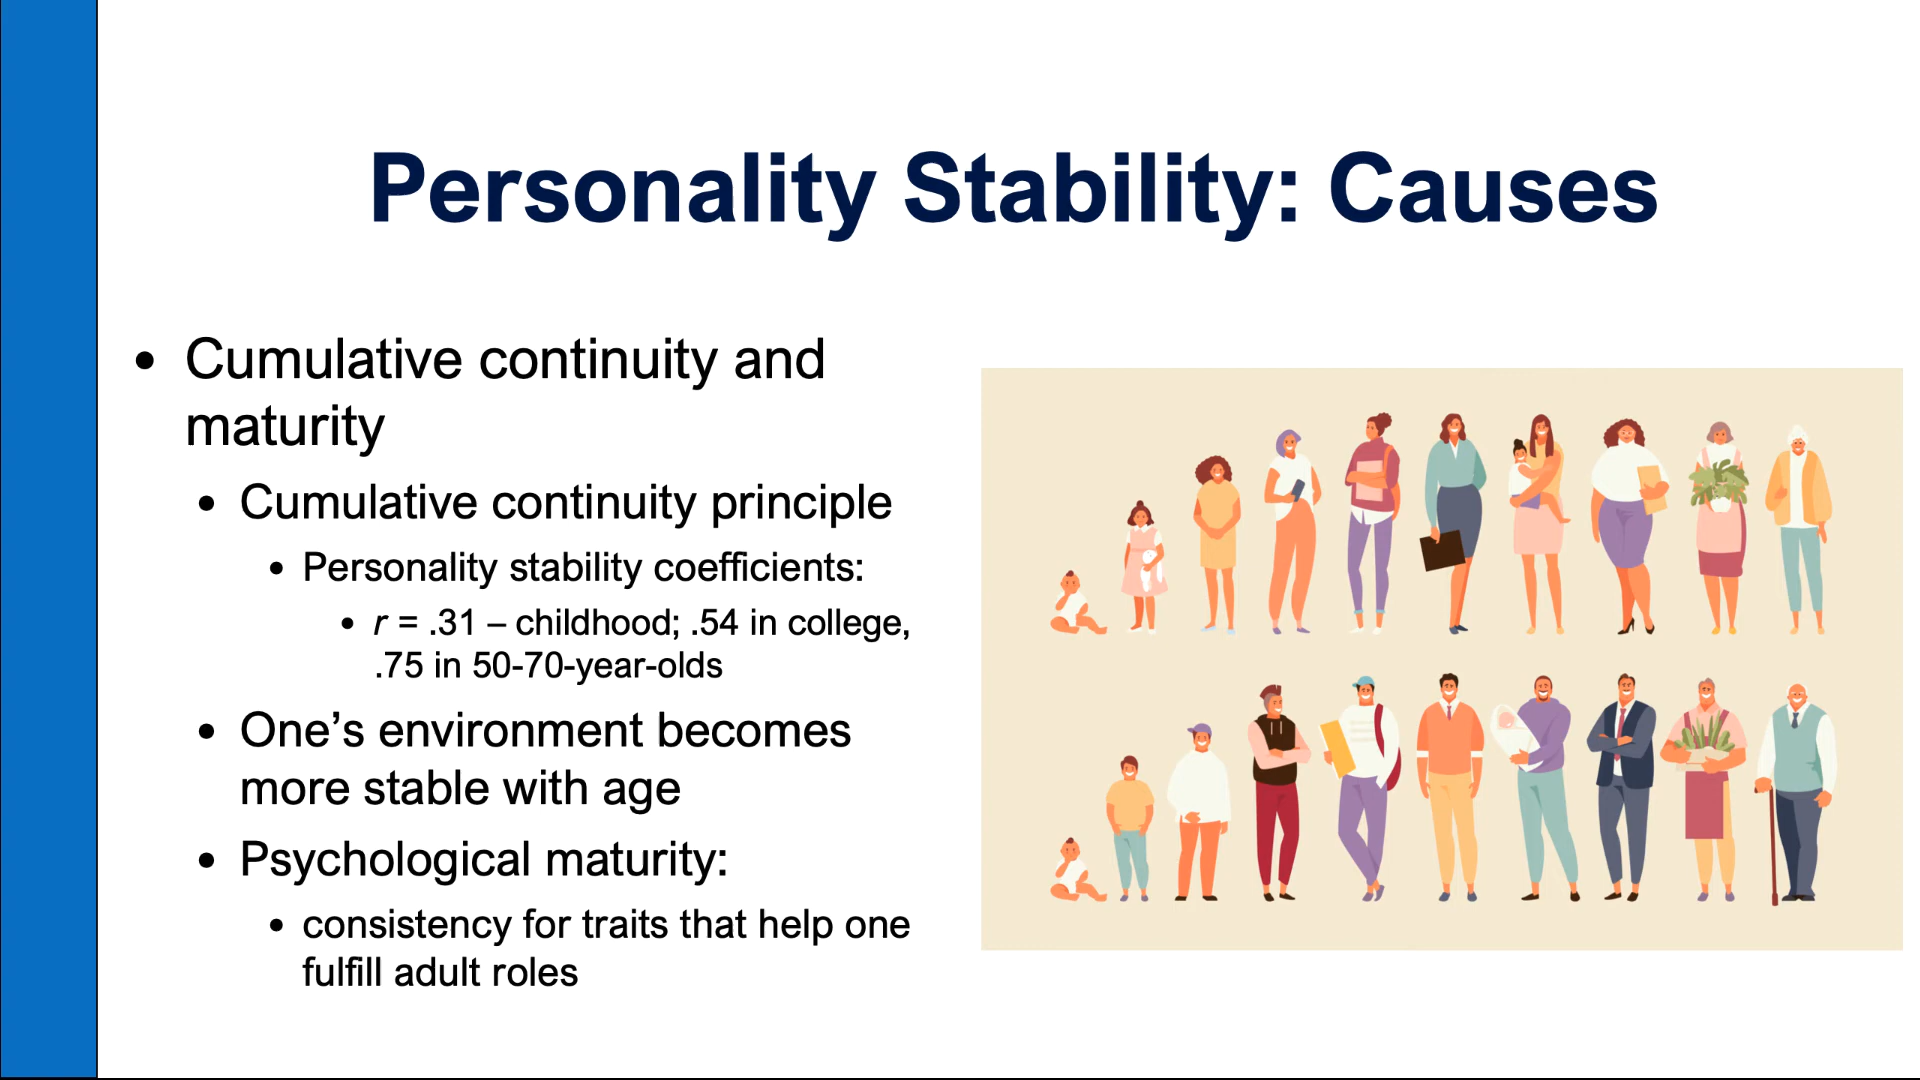 Personality Stability: Causes
• Cumulative continuity and
maturity
• Cumulative continuity principle
• Personality stability coefficients:
• r = .31 – childhood; .54 in college,
.75 in 50-70-year-olds
• One’s environment becomes
more stable with age
• Psychological maturity:
• consistency for traits that help one
fulfill adult roles